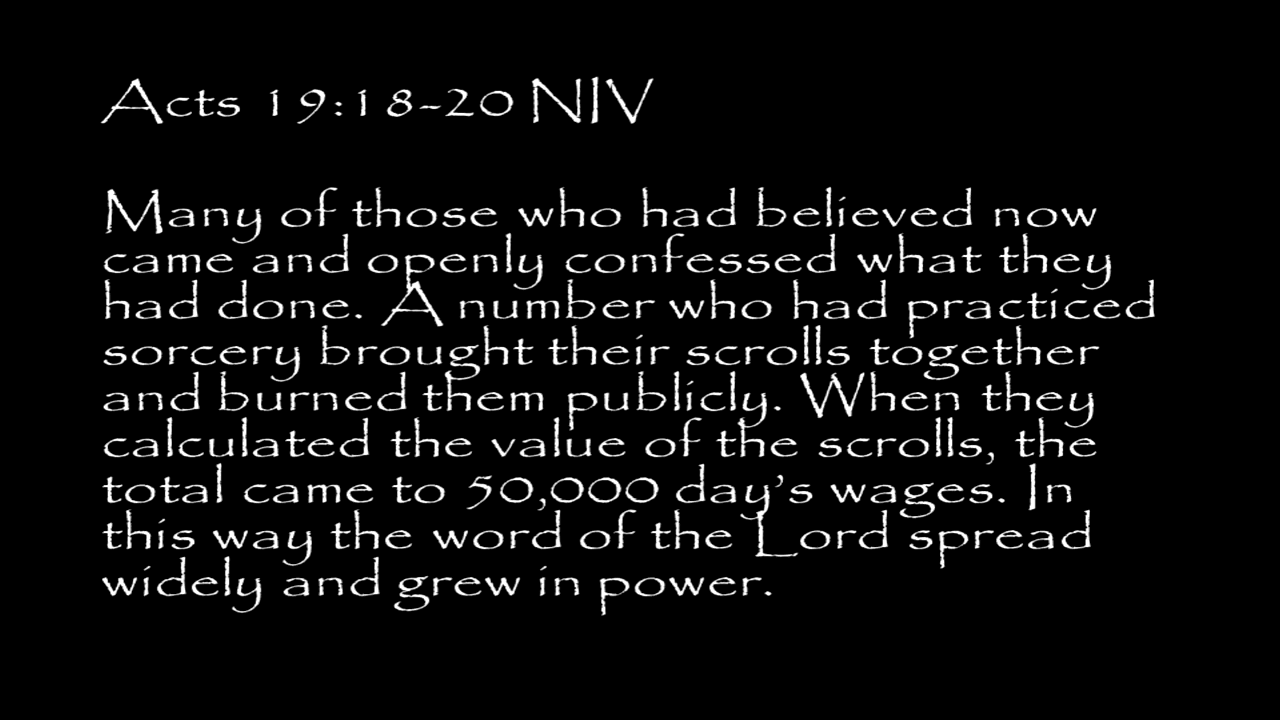 Acts 19:18-20 NIV
Many of those who had believed now
came and openly confessed what they
had done. A number who had practiced
sorcery brought their scrolls together
and burned them publicly. When they
calculated the value of the scrolls, the
total came to 50,000 day’s wages. In
this way the word of the Lord spread
widely and grew in power.